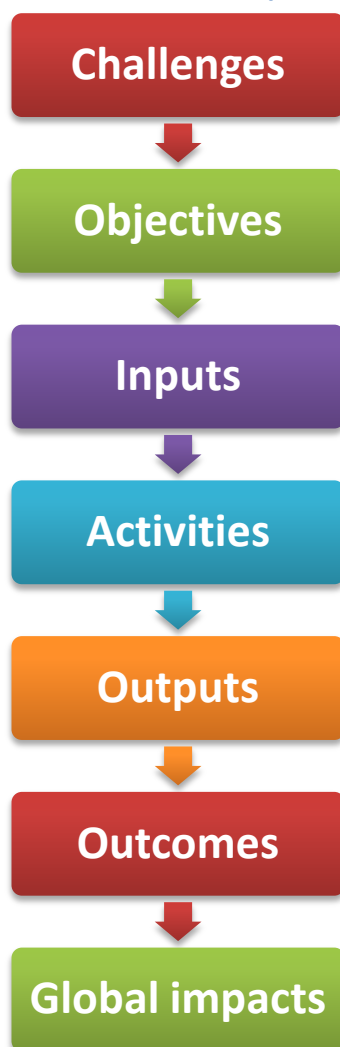 Challenges
Objectives
Inputs
Activities
Outputs
Outcomes
Global impacts